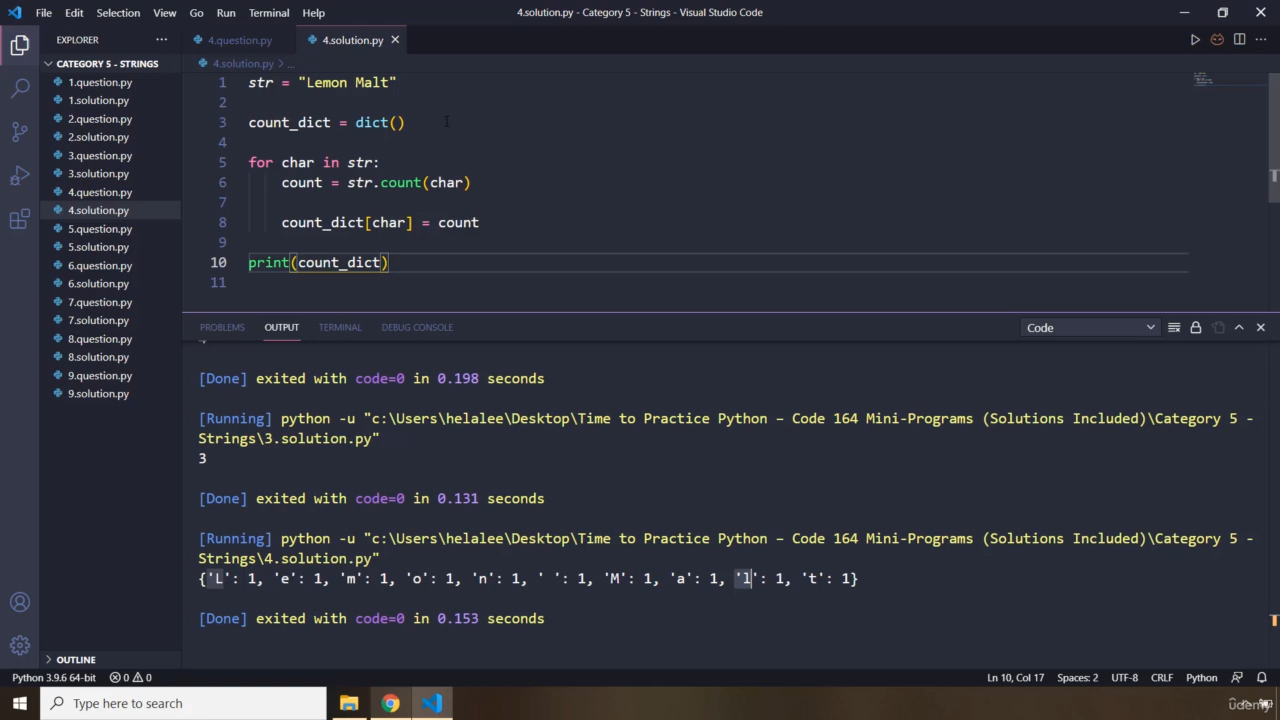 File Edit Selection View Go Run Terminal Help 4.solution.py - Category 5 - Strings - Visual Studio Code
EXPLORER
4.question.py 4.solution.py
CATEGORY 5 - STRINGS
1.question.py
1.solution.py
2.question.py
2.solution.py
3.question.py
3.solution.py
4.question.py
4.solution.py
5.question.py
5.solution.py
6.question.py
6.solution.py
7.question.py
7.solution.py
8.question.py
8.solution.py
9.question.py
9.solution.py
OUTLINE
4.solution.py > ...
1 str = "Lemon Malt"
2
3 count_dict = dict()
4
5 for char in str:
6 count = str.count(char)
7
8 count_dict[char] = count
9
10 print(count_dict)
11
PROBLEMS OUTPUT TERMINAL DEBUG CONSOLE Code
[Done] exited with code=0 in 0.198 seconds
[Running] python -u "c:\Users\helalee\Desktop\Time to Practice Python – Code 164 Mini-Programs (Solutions Included)\Category 5 -
Strings\3.solution.py"
3
[Done] exited with code=0 in 0.131 seconds
[Running] python -u "c:\Users\helalee\Desktop\Time to Practice Python – Code 164 Mini-Programs (Solutions Included)\Category 5 -
Strings\4.solution.py"
{'L': 1, 'e': 1, 'm': 1, 'o': 1, 'n': 1, ' ': 1, 'M': 1, 'a': 1, 'l': 1, 't': 1}
[Done] exited with code=0 in 0.153 seconds
Python 3.9.6 64-bit 0 0 Ln 10, Col 17 Spaces: 2 UTF-8 CRLF Python
Type here to search
udemy